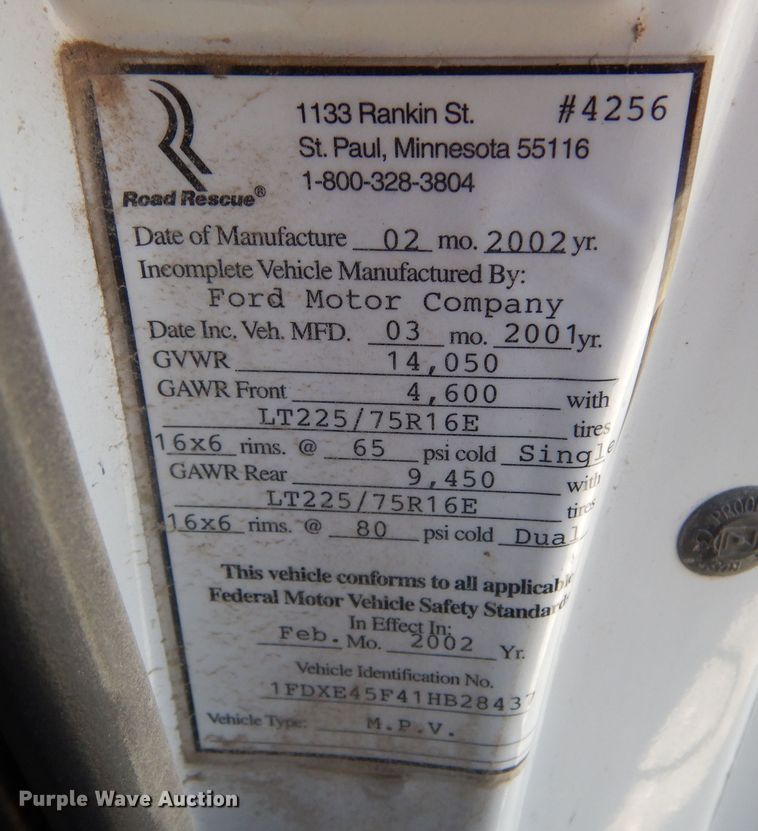 1133 Rankin St. #4256
St. Paul, Minnesota 55116
1-800-328-3804
Road Rescue®
Date of Manufacture 02 mo. 2002 yr.
Incomplete Vehicle Manufactured By:
Ford Motor Company
Date Inc. Veh. MFD. 03 mo. 2001 yr.
GVWR 14,050
GAWR Front 4,600 with
LT225/75R16E tires
16x6 rims. @ 65 psi cold Single
GAWR Rear 9,450 with
LT225/75R16E tires
16x6 rims. @ 80 psi cold Dual
This vehicle conforms to all applicable
Federal Motor Vehicle Safety Standards
In Effect In:
Feb. Mo. 2002 Yr.
Vehicle Identification No.
1FDXE45F41HB28437
Vehicle Type: M.P.V.
Purple Wave Auction